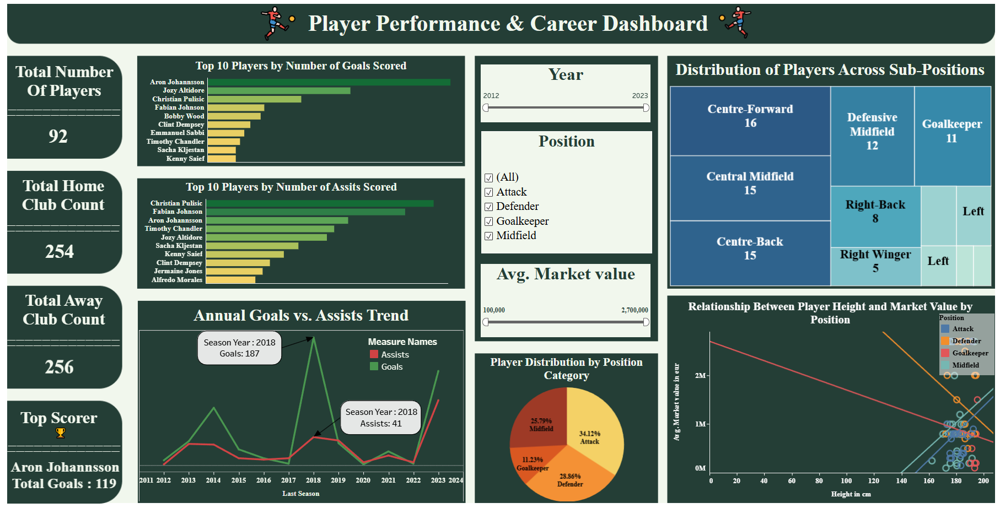 Player Performance & Career Dashboard
Total Number
Of Players
92
Total Home
Club Count
254
Total Away
Club Count
256
Top Scorer
Aron Johannsson
Total Goals : 119
Top 10 Players by Number of Goals Scored
Aron Johannsson
Jozy Altidore
Christian Pulisic
Fabian Johnson
Bobby Wood
Clint Dempsey
Emmanuel Sabbi
Timothy Chandler
Sacha Kljestan
Kenny Saief
Top 10 Players by Number of Assits Scored
Christian Pulisic
Fabian Johnson
Aron Johannsson
Timothy Chandler
Jozy Altidore
Sacha Kljestan
Kenny Saief
Clint Dempsey
Jermaine Jones
Alfredo Morales
Annual Goals vs. Assists Trend
Season Year : 2018
Goals: 187
Measure Names
Assists
Goals
Season Year : 2018
Assists: 41
2011 2012 2013 2014 2015 2016 2017 2018 2019 2020 2021 2022 2023 2024
Last Season
Year
2012 2023
Position
(All)
Attack
Defender
Goalkeeper
Midfield
Avg. Market value
100,000 2,700,000
Player Distribution by Position
Category
25.79%
Midfield
34.12%
Attack
11.23%
Goalkeeper
28.86%
Defender
Distribution of Players Across Sub-Positions
Centre-Forward
16
Central Midfield
15
Centre-Back
15
Defensive
Midfield
12
Goalkeeper
11
Right-Back
8
Right Winger
5
Left
Left
Relationship Between Player Height and Market Value by
Position
Position
Attack
Defender
Goalkeeper
Midfield
Avg. Market value in eur
2M
1M
0M
0 20 40 60 80 100 120 140 160 180 200
Height in cm